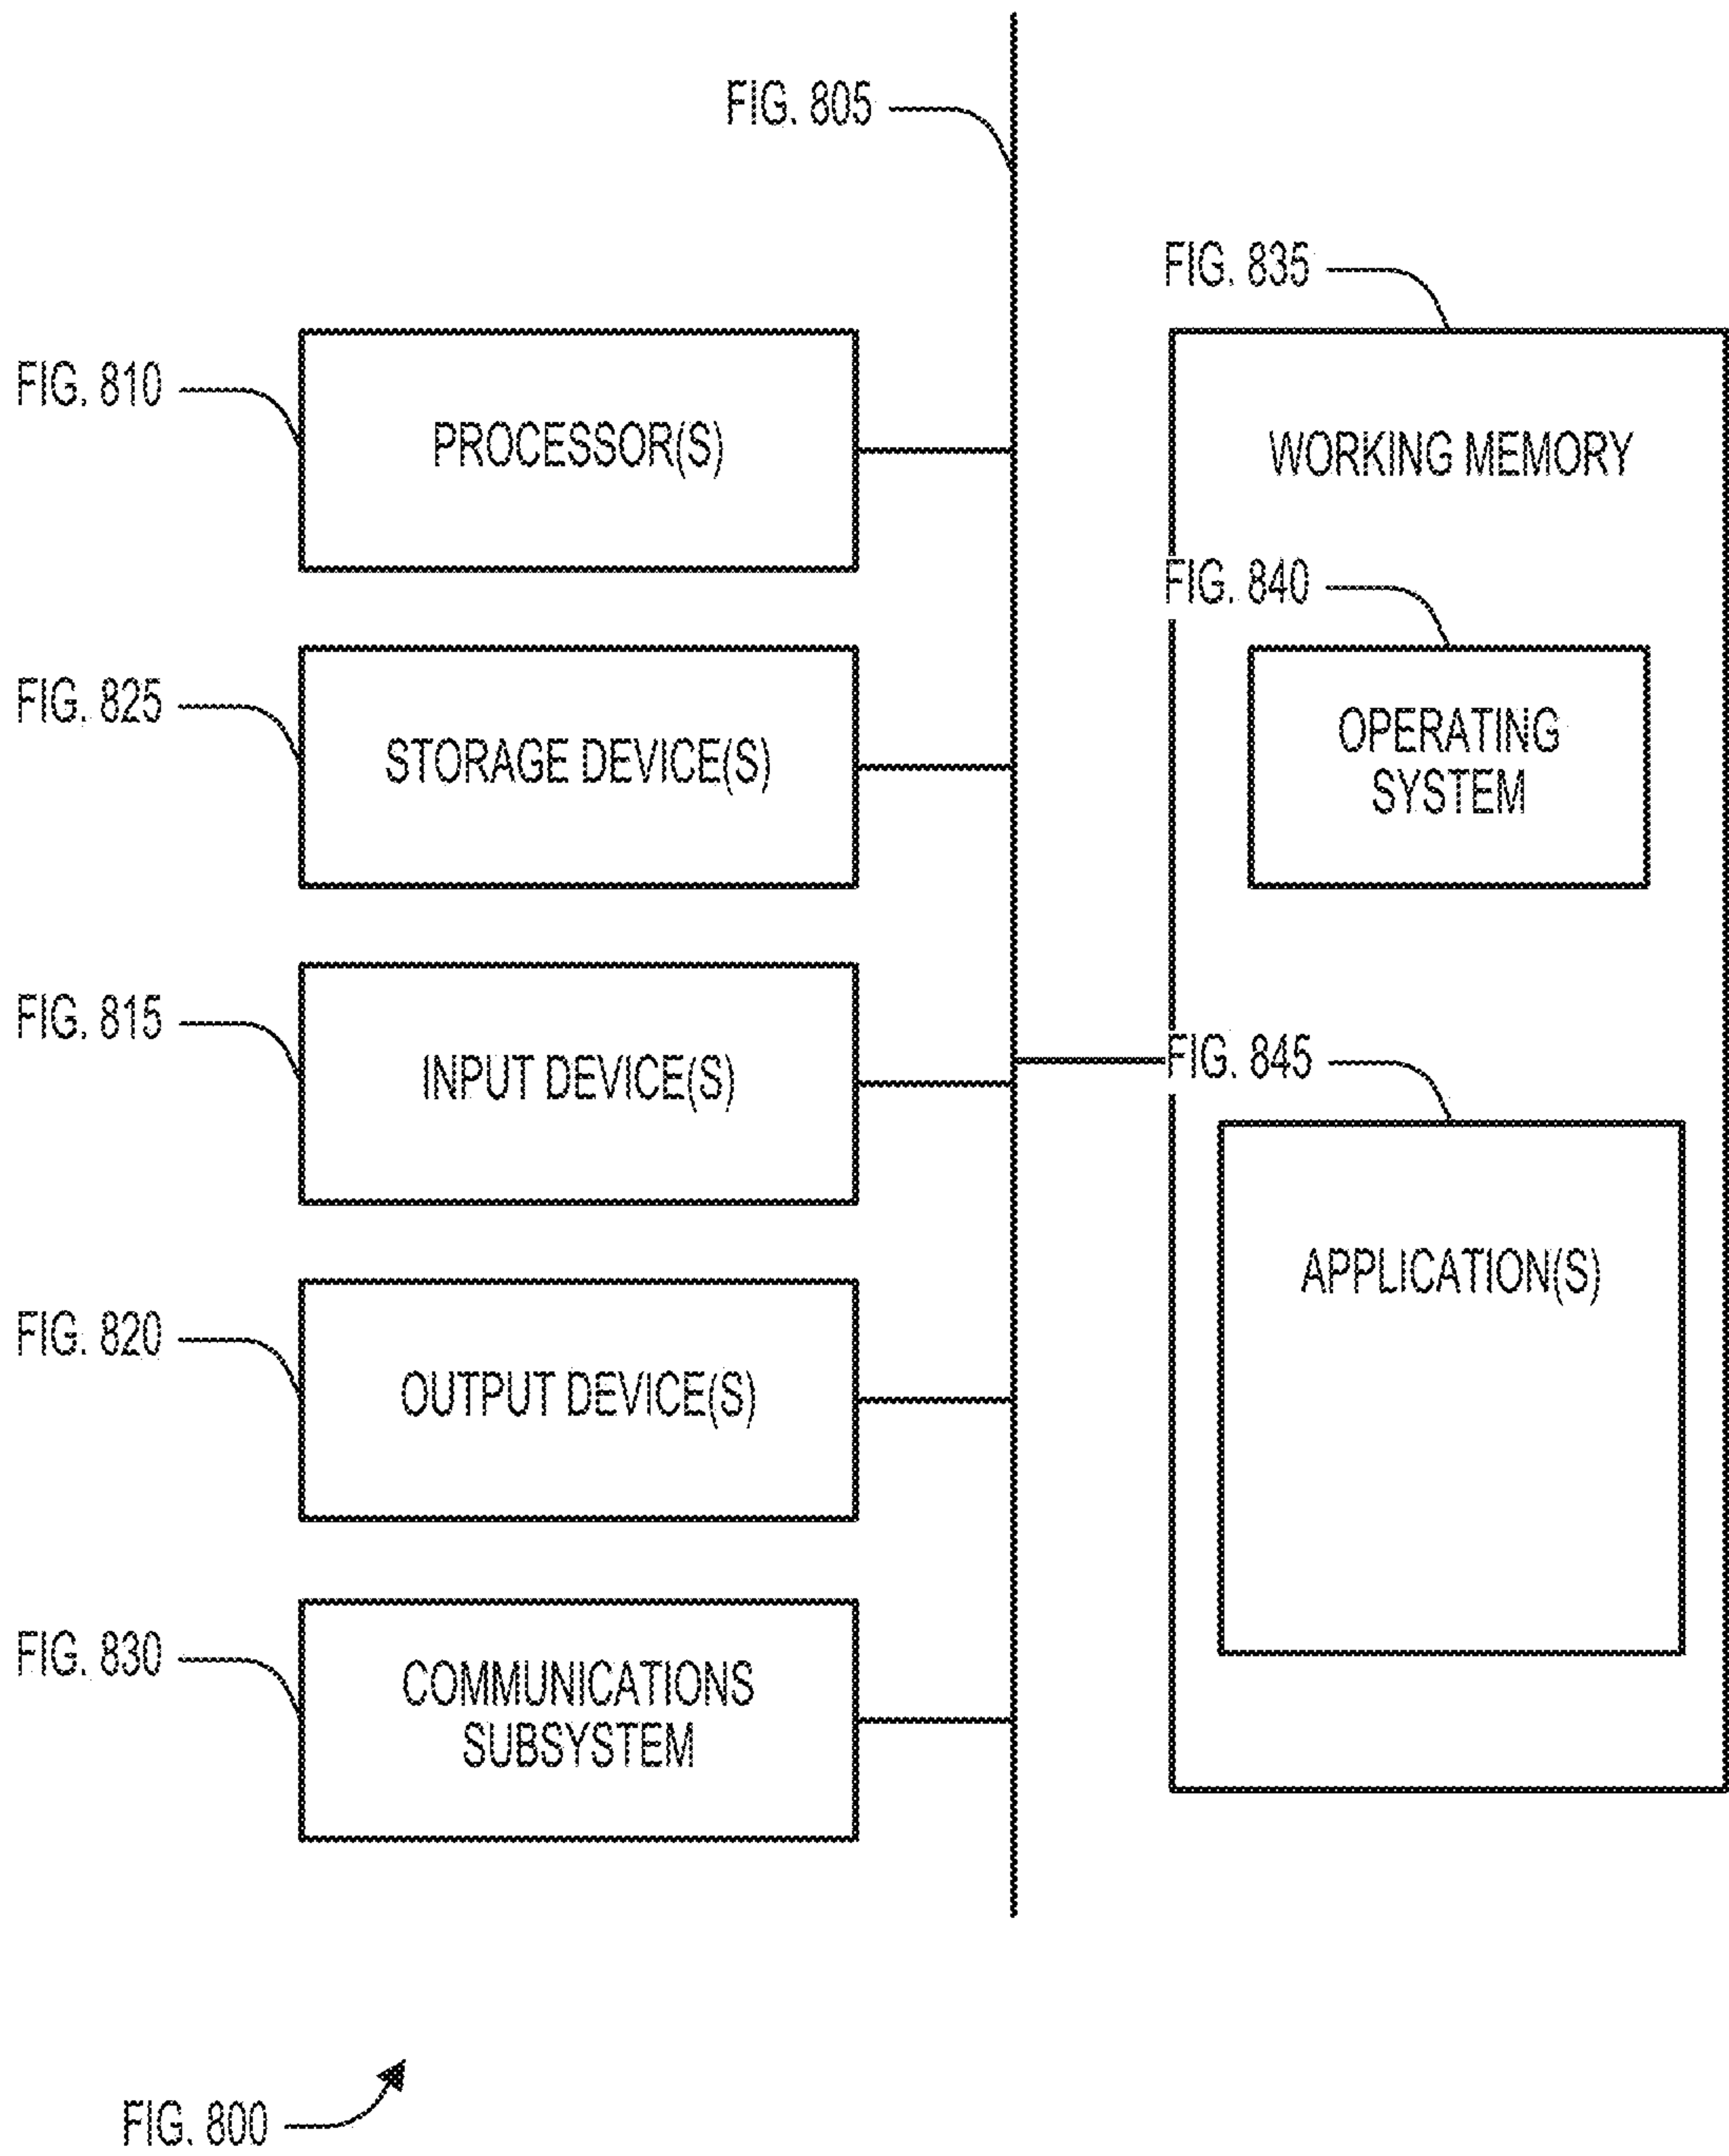 FIG. 805
FIG. 835
FIG. 810
PROCESSOR(S)
WORKING MEMORY
FIG. 840
FIG. 825
STORAGE DEVICE(S)
OPERATING
SYSTEM
FIG. 815
INPUT DEVICE(S)
FIG. 845
APPLICATION(S)
FIG. 820
OUTPUT DEVICE(S)
FIG. 830
COMMUNICATIONS
SUBSYSTEM
FIG. 800